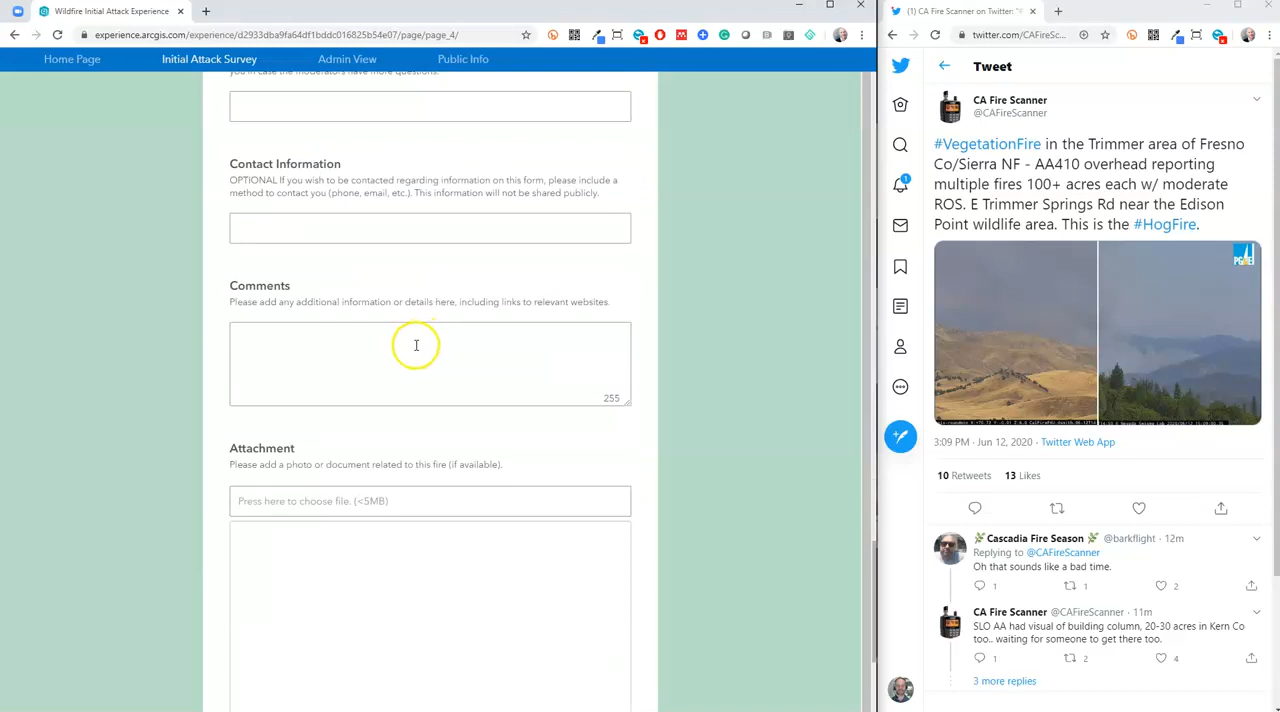 Wildfire Initial Attack Experience
experience.arcgis.com/experience/d2933dba9fa64df1bddc016825b54e07/page/page_4/
Home Page
Initial Attack Survey
Admin View
Public Info
you in case the moderators have more questions.
Contact Information
OPTIONAL If you wish to be contacted regarding information on this form, please include a
method to contact you (phone, email, etc.). This information will not be shared publicly.
Comments
Please add any additional information or details here, including links to relevant websites.
255
Attachment
Please add a photo or document related to this fire (if available).
Press here to choose file. (<5MB)
(1) CA Fire Scanner on Twitter: "#
twitter.com/CAFireSc...
1
Tweet
CA Fire Scanner
@CAFireScanner
#VegetationFire in the Trimmer area of Fresno
Co/Sierra NF - AA410 overhead reporting
multiple fires 100+ acres each w/ moderate
ROS. E Trimmer Springs Rd near the Edison
Point wildlife area. This is the #HogFire.
PG&E
3:09 PM · Jun 12, 2020 · Twitter Web App
10 Retweets 13 Likes
Cascadia Fire Season @barkflight · 12m
Replying to @CAFireScanner
Oh that sounds like a bad time.
1 1 2
CA Fire Scanner @CAFireScanner · 11m
SLO AA had visual of building column, 20-30 acres in Kern Co
too.. waiting for someone to get there too.
1 2 4
3 more replies